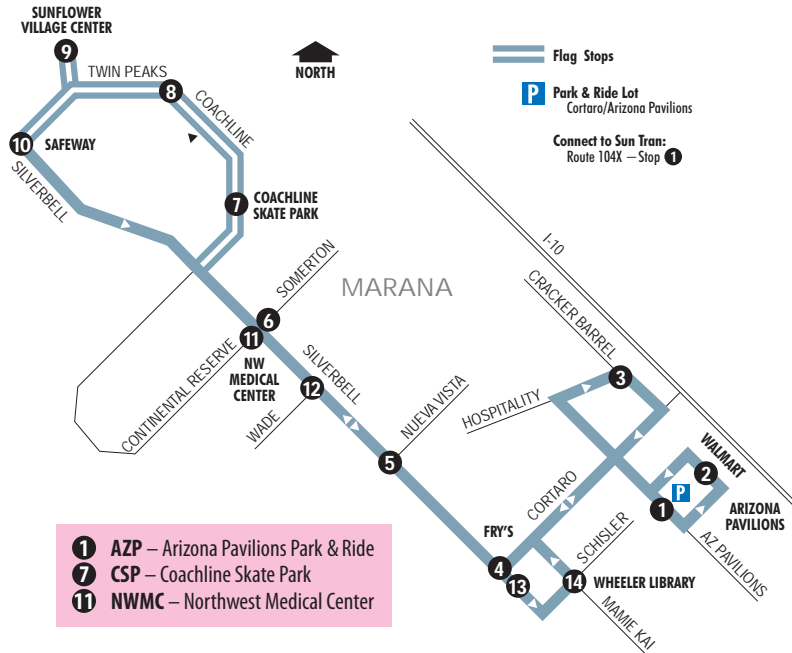 SUNFLOWER
VILLAGE CENTER
9
TWIN PEAKS
8
COACHLINE
10 SAFEWAY
SILVERBELL
7 COACHLINE
SKATE PARK
NORTH
Flag Stops
P Park & Ride Lot
Cortaro/Arizona Pavilions
Connect to Sun Tran:
Route 104X – Stop 1
I-10
MARANA
SOMERTON
6
11
NW
MEDICAL
CENTER
CONTINENTAL RESERVE
SILVERBELL
12
WADE
5
NUEVA VISTA
CRACKER BARREL
3
HOSPITALITY
WALMART
2
P
1
ARIZONA
PAVILIONS
AZ PAVILIONS
CORTARO
FRY'S
4
13
SCHISLER
14 WHEELER LIBRARY
MAMIE KAI
1 AZP – Arizona Pavilions Park & Ride
7 CSP – Coachline Skate Park
11 NWMC – Northwest Medical Center